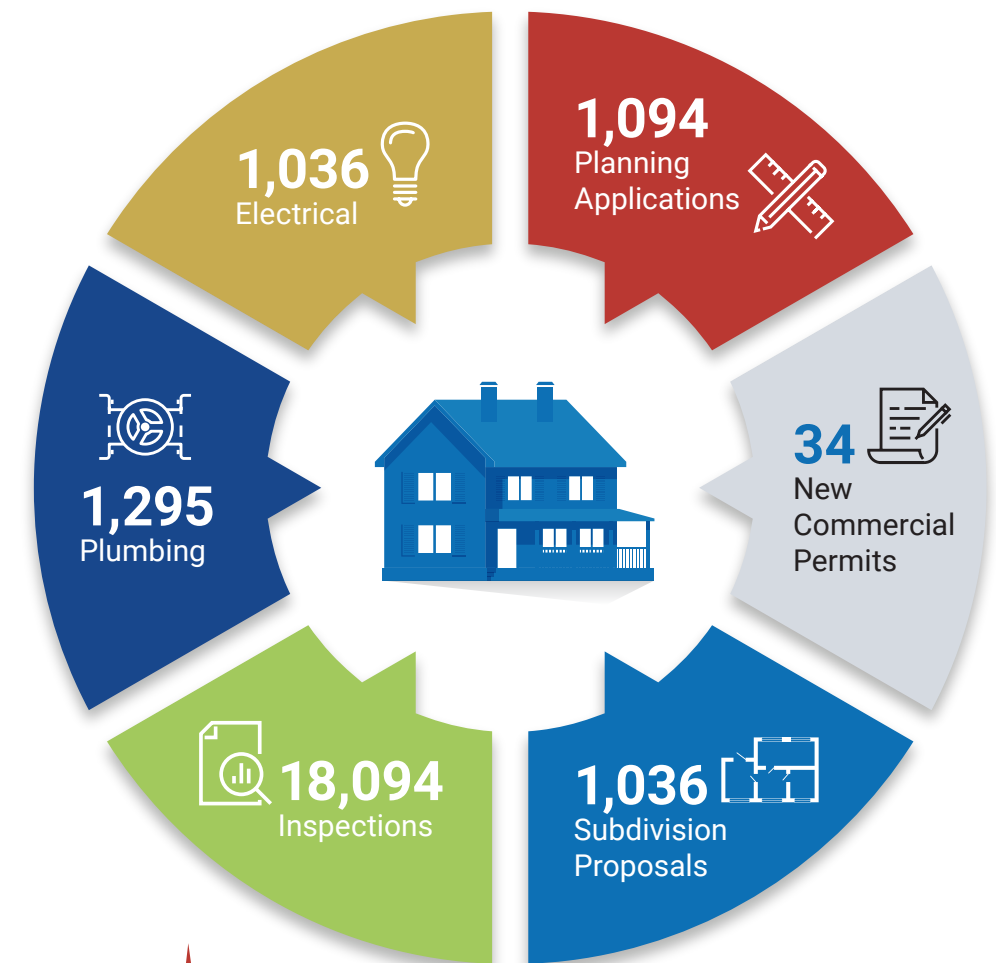 1,036
Electrical
1,094
Planning
Applications
34
New
Commercial
Permits
1,036
Subdivision
Proposals
18,094
Inspections
1,295
Plumbing